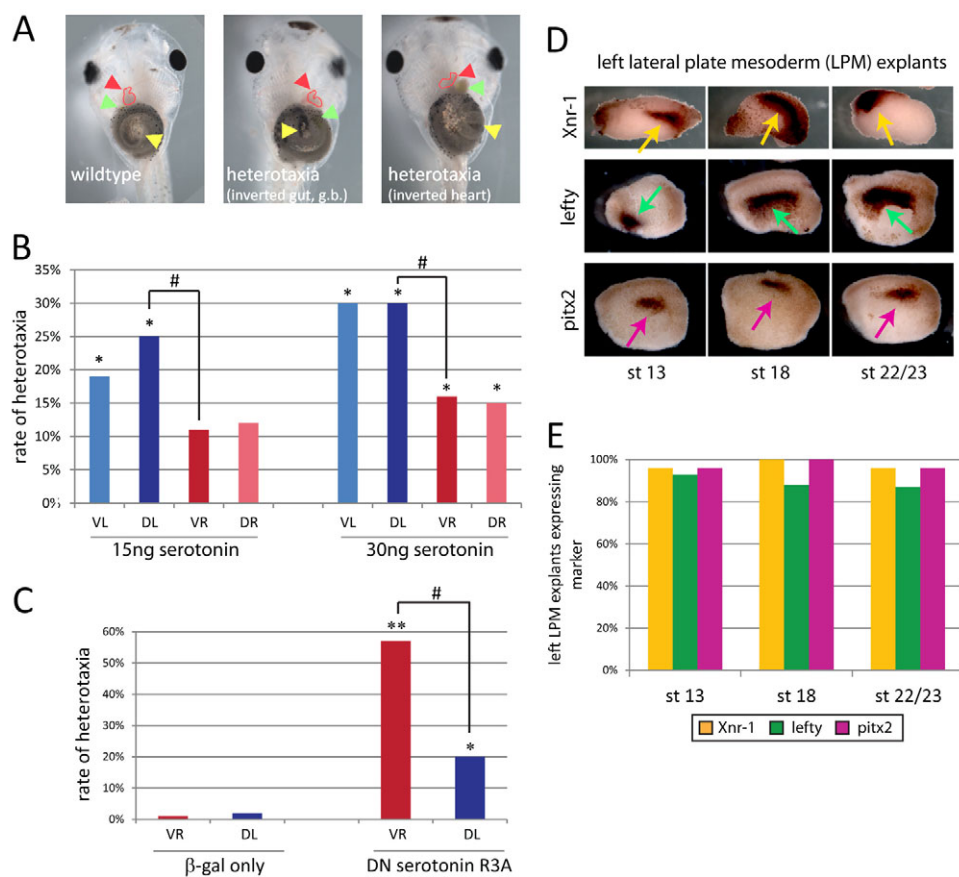 A
wildtype
heterotaxia
(inverted gut, g.b.)
heterotaxia
(inverted heart)
B
rate of heterotaxia
35%
30%
25%
20%
15%
10%
5%
0%
* * # * * # * *
VL DL VR DR VL DL VR DR
15ng serotonin 30ng serotonin
C
rate of heterotaxia
60%
50%
40%
30%
20%
10%
0%
** # *
VR DL VR DL
β-gal only DN serotonin R3A
D
left lateral plate mesoderm (LPM) explants
Xnr-1
lefty
pitx2
st 13 st 18 st 22/23
E
left LPM explants expressing
marker
100%
80%
60%
40%
20%
0%
st 13 st 18 st 22/23
Xnr-1 lefty pitx2